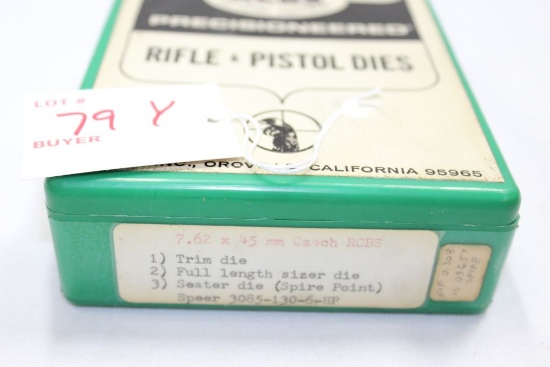 PRECISIONEERED
RIFLE & PISTOL DIES
LOT #
79 Y
BUYER
INC., OROVILLE, CALIFORNIA 95965
7.62 x 45 mm Czech RCBS
1) Trim die
2) Full length sizer die
3) Seater die (Spire Point)
Speer 3085-130-6-HP